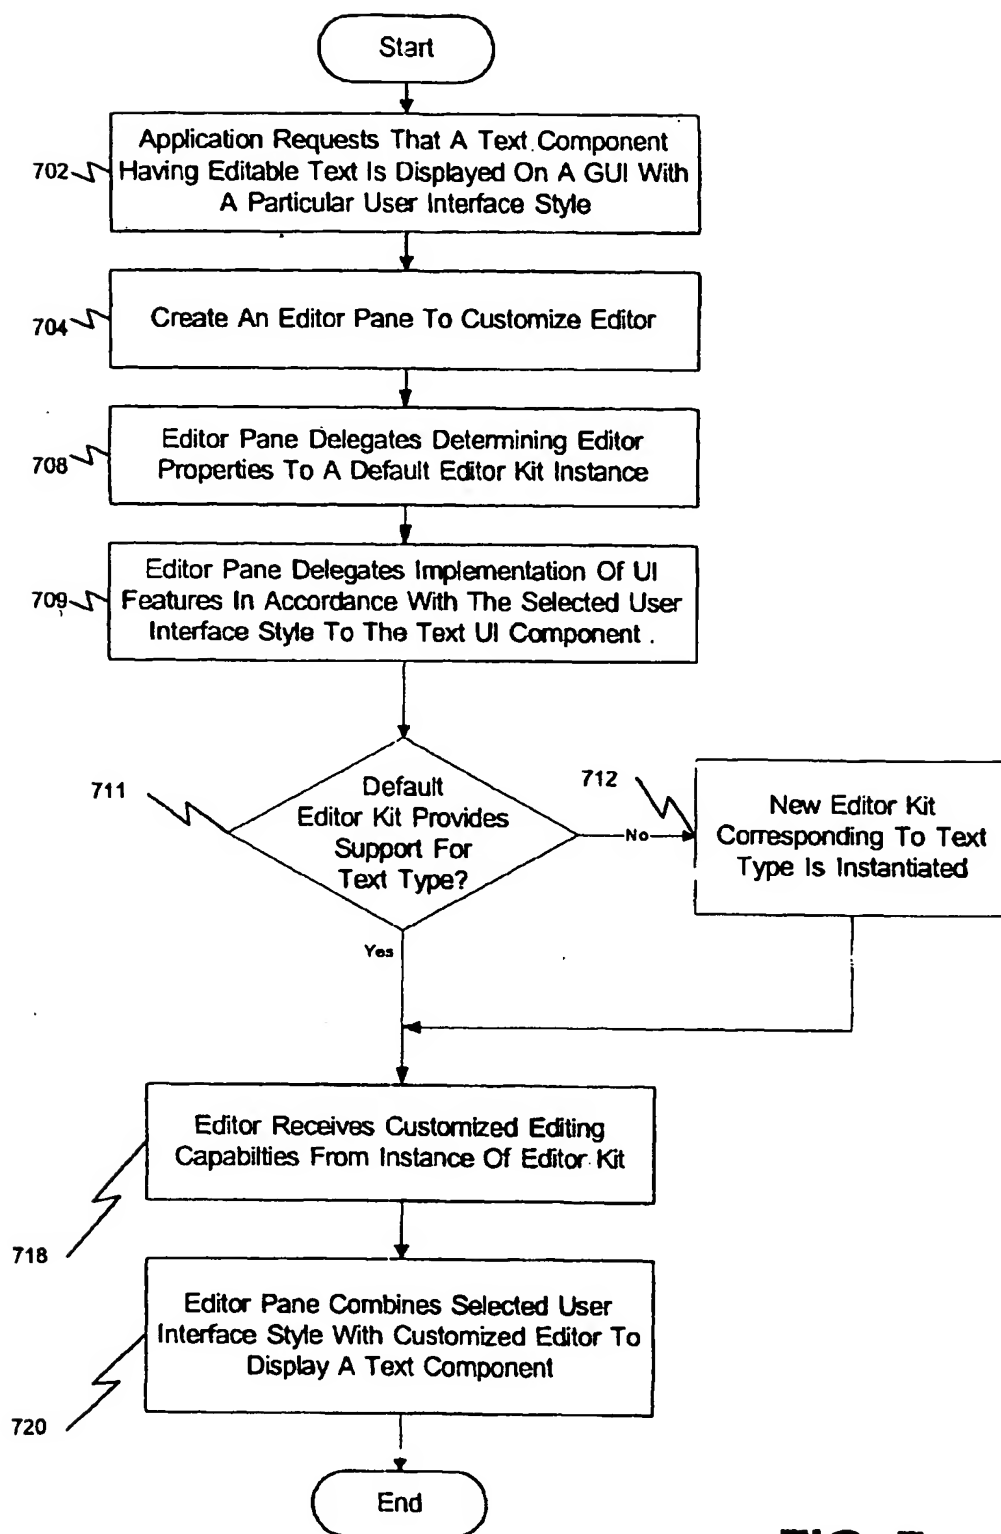 Start
Application Requests That A Text Component
702
Having Editable Text Is Displayed On A GUI With
A Particular User Interface Style
Create An Editor Pane To Customize Editor
704
Editor Pane Delegates Determining Editor
708
Properties To A Default Editor Kit Instance
Editor Pane Delegates Implementation Of UI
709
Features In Accordance With The Selected User
Interface Style To The Text UI Component .
711
Default
Editor Kit Provides
Support For
Text Type?
No
712
New Editor Kit
Corresponding To Text
Type Is Instantiated
Yes
Editor Receives Customized Editing
Capabilties From Instance Of Editor Kit
718
Editor Pane Combines Selected User
Interface Style With Customized Editor To
Display A Text Component
720
End